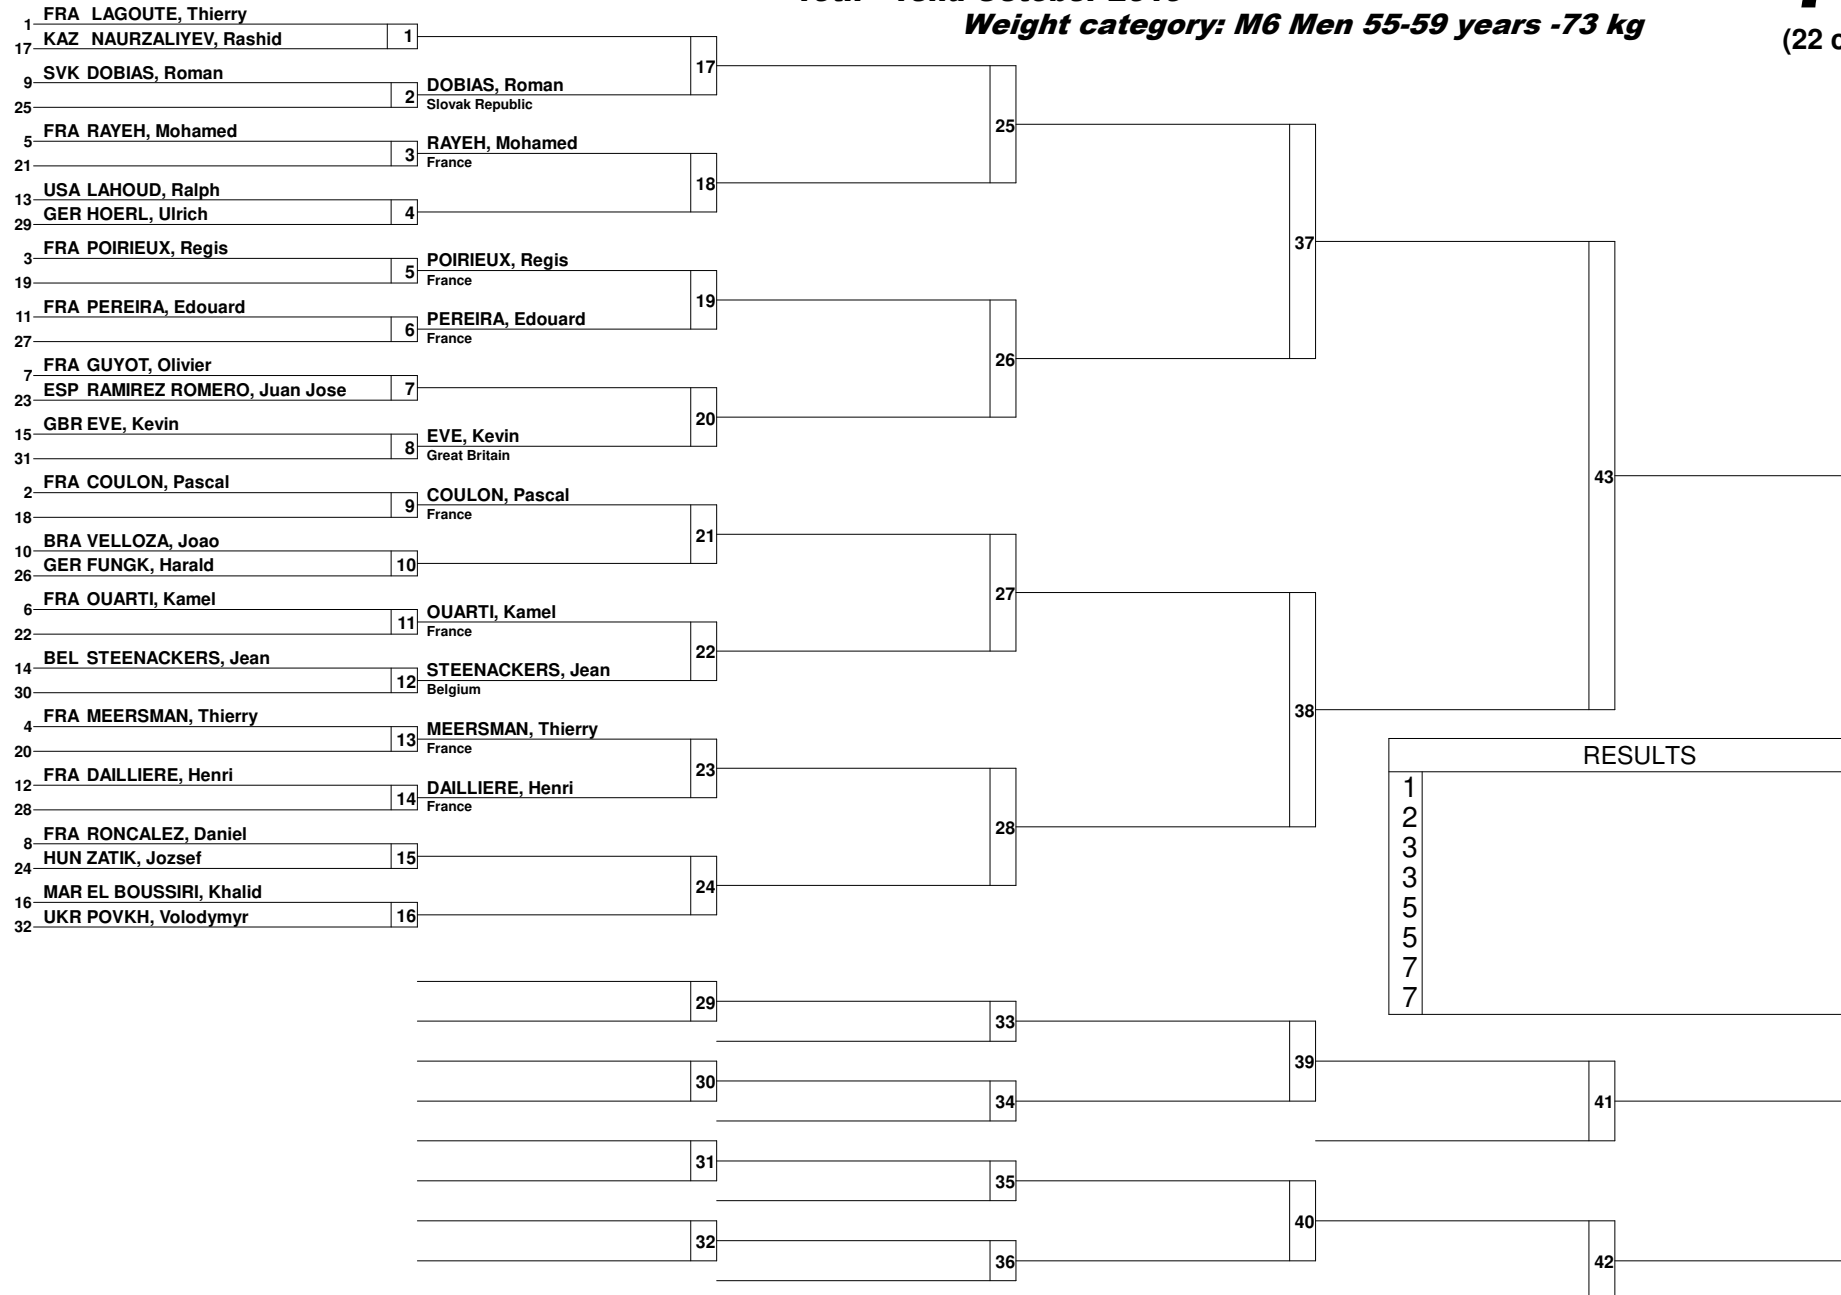 Weight category: M6 Men 55-59 years -73 kg
(22 c
1 FRA LAGOUTE, Thierry
17 KAZ NAURZALIYEV, Rashid
1
9 SVK DOBIAS, Roman
25
2
5 FRA RAYEH, Mohamed
21
3
13 USA LAHOUD, Ralph
29 GER HOERL, Ulrich
4
3 FRA POIRIEUX, Regis
19
5
11 FRA PEREIRA, Edouard
27
6
7 FRA GUYOT, Olivier
23 ESP RAMIREZ ROMERO, Juan Jose
7
15 GBR EVE, Kevin
31
8
2 FRA COULON, Pascal
18
9
10 BRA VELLOZA, Joao
26 GER FUNGK, Harald
10
6 FRA OUARTI, Kamel
22
11
14 BEL STEENACKERS, Jean
30
12
4 FRA MEERSMAN, Thierry
20
13
12 FRA DAILLIERE, Henri
28
14
8 FRA RONCALEZ, Daniel
24 HUN ZATIK, Jozsef
15
16 MAR EL BOUSSIRI, Khalid
32 UKR POVKH, Volodymyr
16
DOBIAS, Roman
Slovak Republic
17
RAYEH, Mohamed
France
18
POIRIEUX, Regis
France
19
PEREIRA, Edouard
France
20
EVE, Kevin
Great Britain
COULON, Pascal
France
21
OUARTI, Kamel
France
22
STEENACKERS, Jean
Belgium
MEERSMAN, Thierry
France
23
DAILLIERE, Henri
France
24
25
26
27
28
37
38
43
RESULTS
1
2
3
3
5
5
7
7
29
30
31
32
33
34
35
36
39
40
41
42